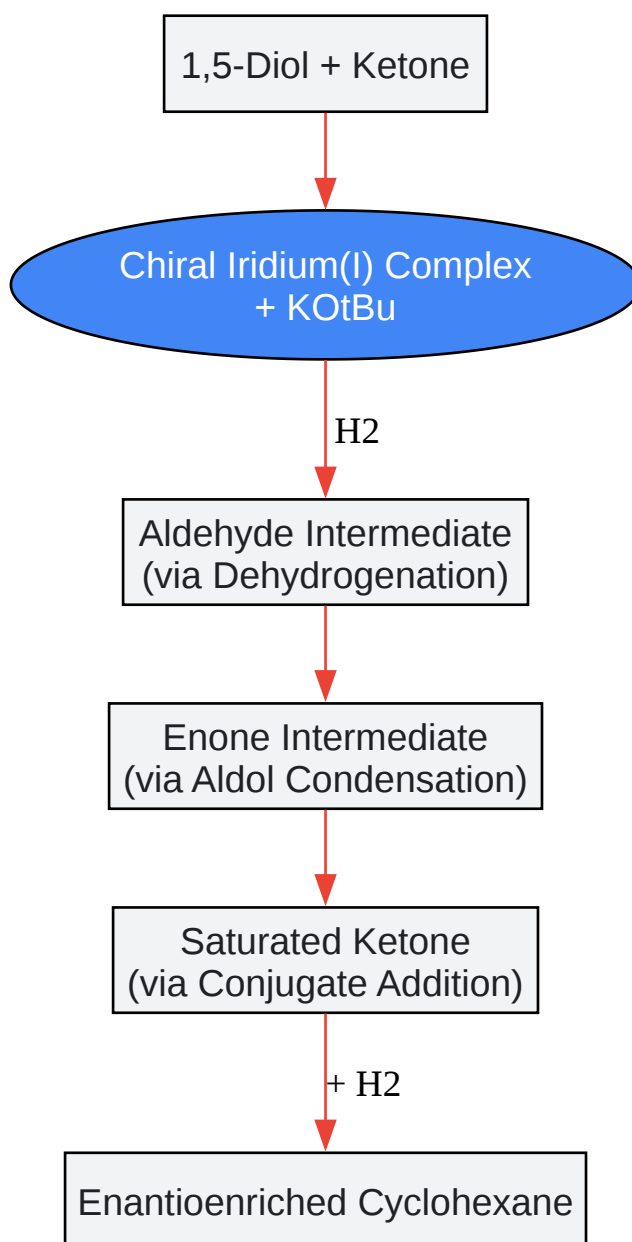 1,5-Diol + Ketone
Chiral Iridium(I) Complex
+ KOtBu
H2
Aldehyde Intermediate
(via Dehydrogenation)
Enone Intermediate
(via Aldol Condensation)
Saturated Ketone
(via Conjugate Addition)
+ H2
Enantioenriched Cyclohexane